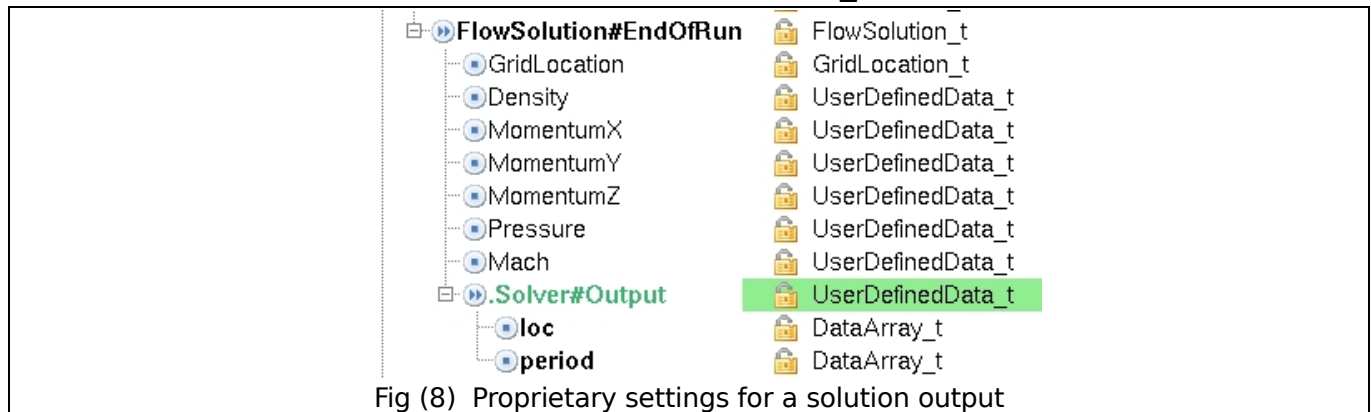 FlowSolution#EndOfRun FlowSolution_t
GridLocation GridLocation_t
Density UserDefinedData_t
MomentumX UserDefinedData_t
MomentumY UserDefinedData_t
MomentumZ UserDefinedData_t
Pressure UserDefinedData_t
Mach UserDefinedData_t
.Solver#Output UserDefinedData_t
loc DataArray_t
period DataArray_t
Fig (8) Proprietary settings for a solution output